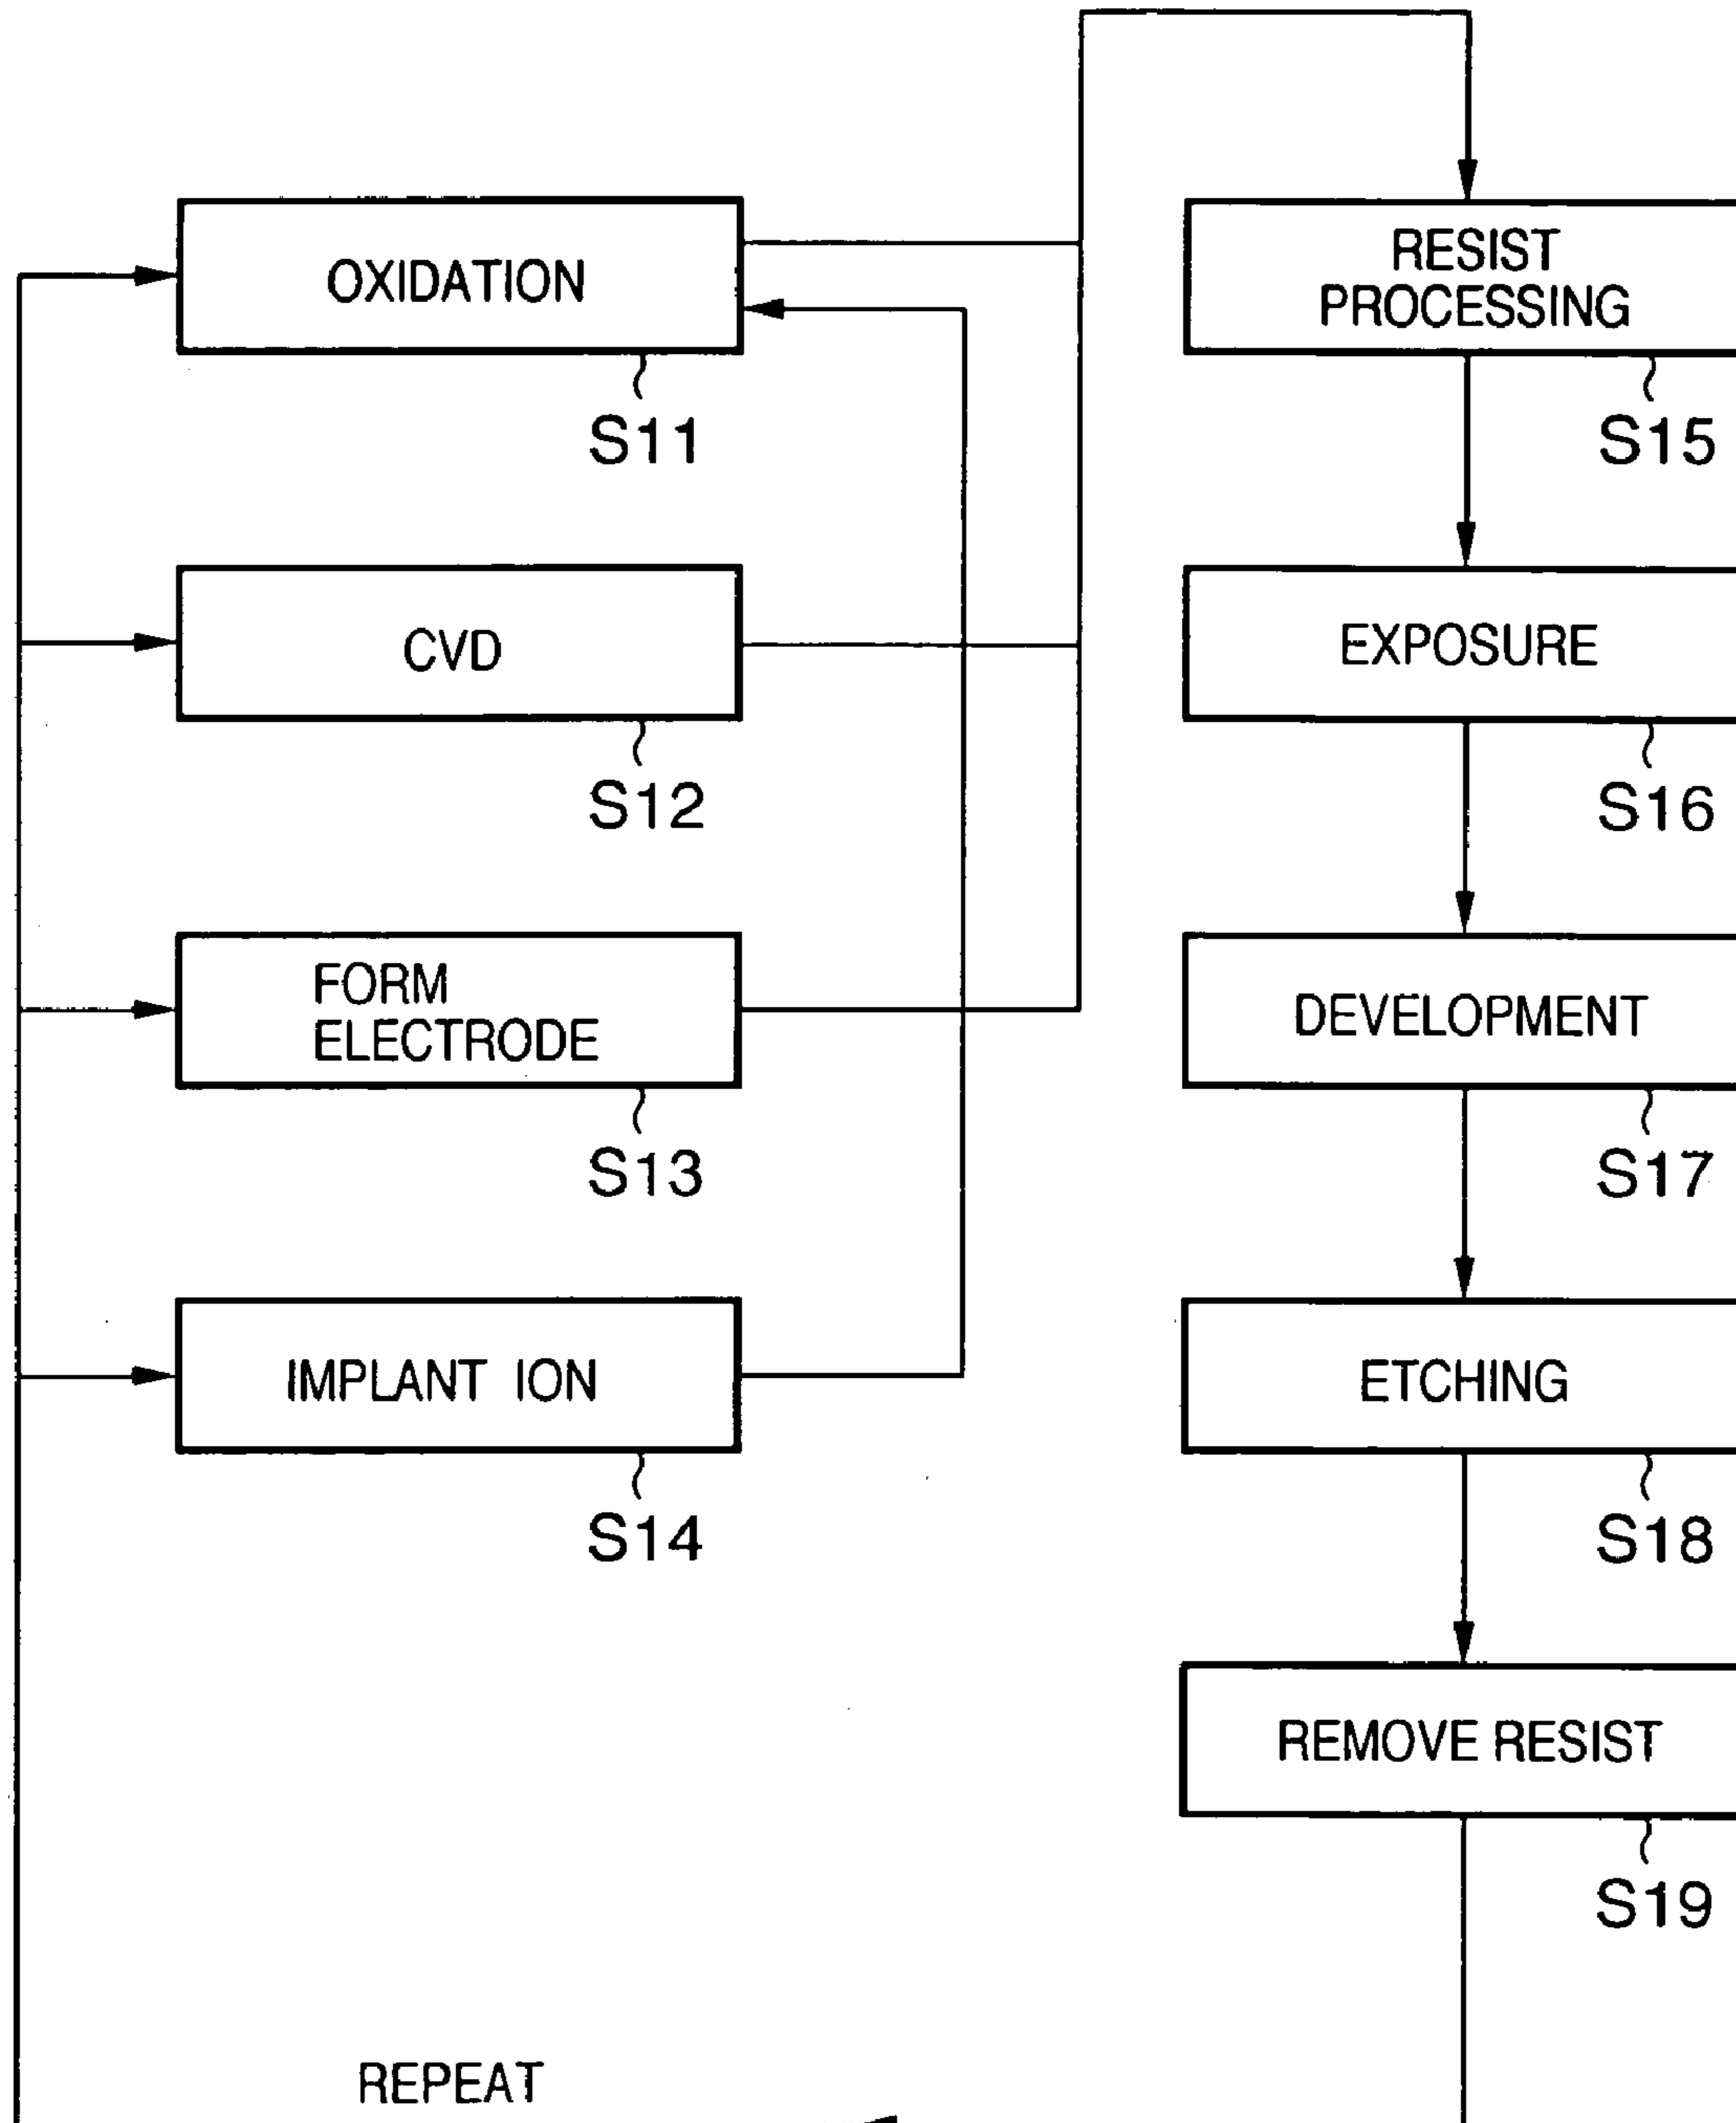 OXIDATION
S11
CVD
S12
FORM
ELECTRODE
S13
IMPLANT ION
S14
RESIST
PROCESSING
S15
EXPOSURE
S16
DEVELOPMENT
S17
ETCHING
S18
REMOVE RESIST
S19
REPEAT